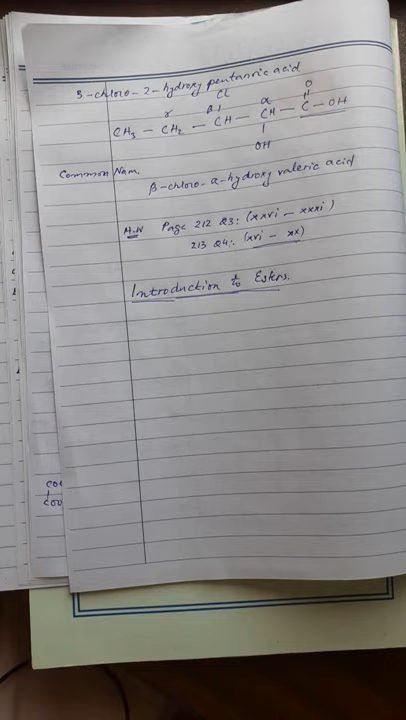 3-chloro-2-hydroxy pentanoic acid
Cl O
γ β α
CH3 - CH2 - CH - CH - C - OH
OH
Common Nam.
β-chloro-α-hydroxy valeric acid
H.W Page 212 Q3: (xxvi - xxxi)
213 Q4: (xvi - xx)
Introduction to Esters.